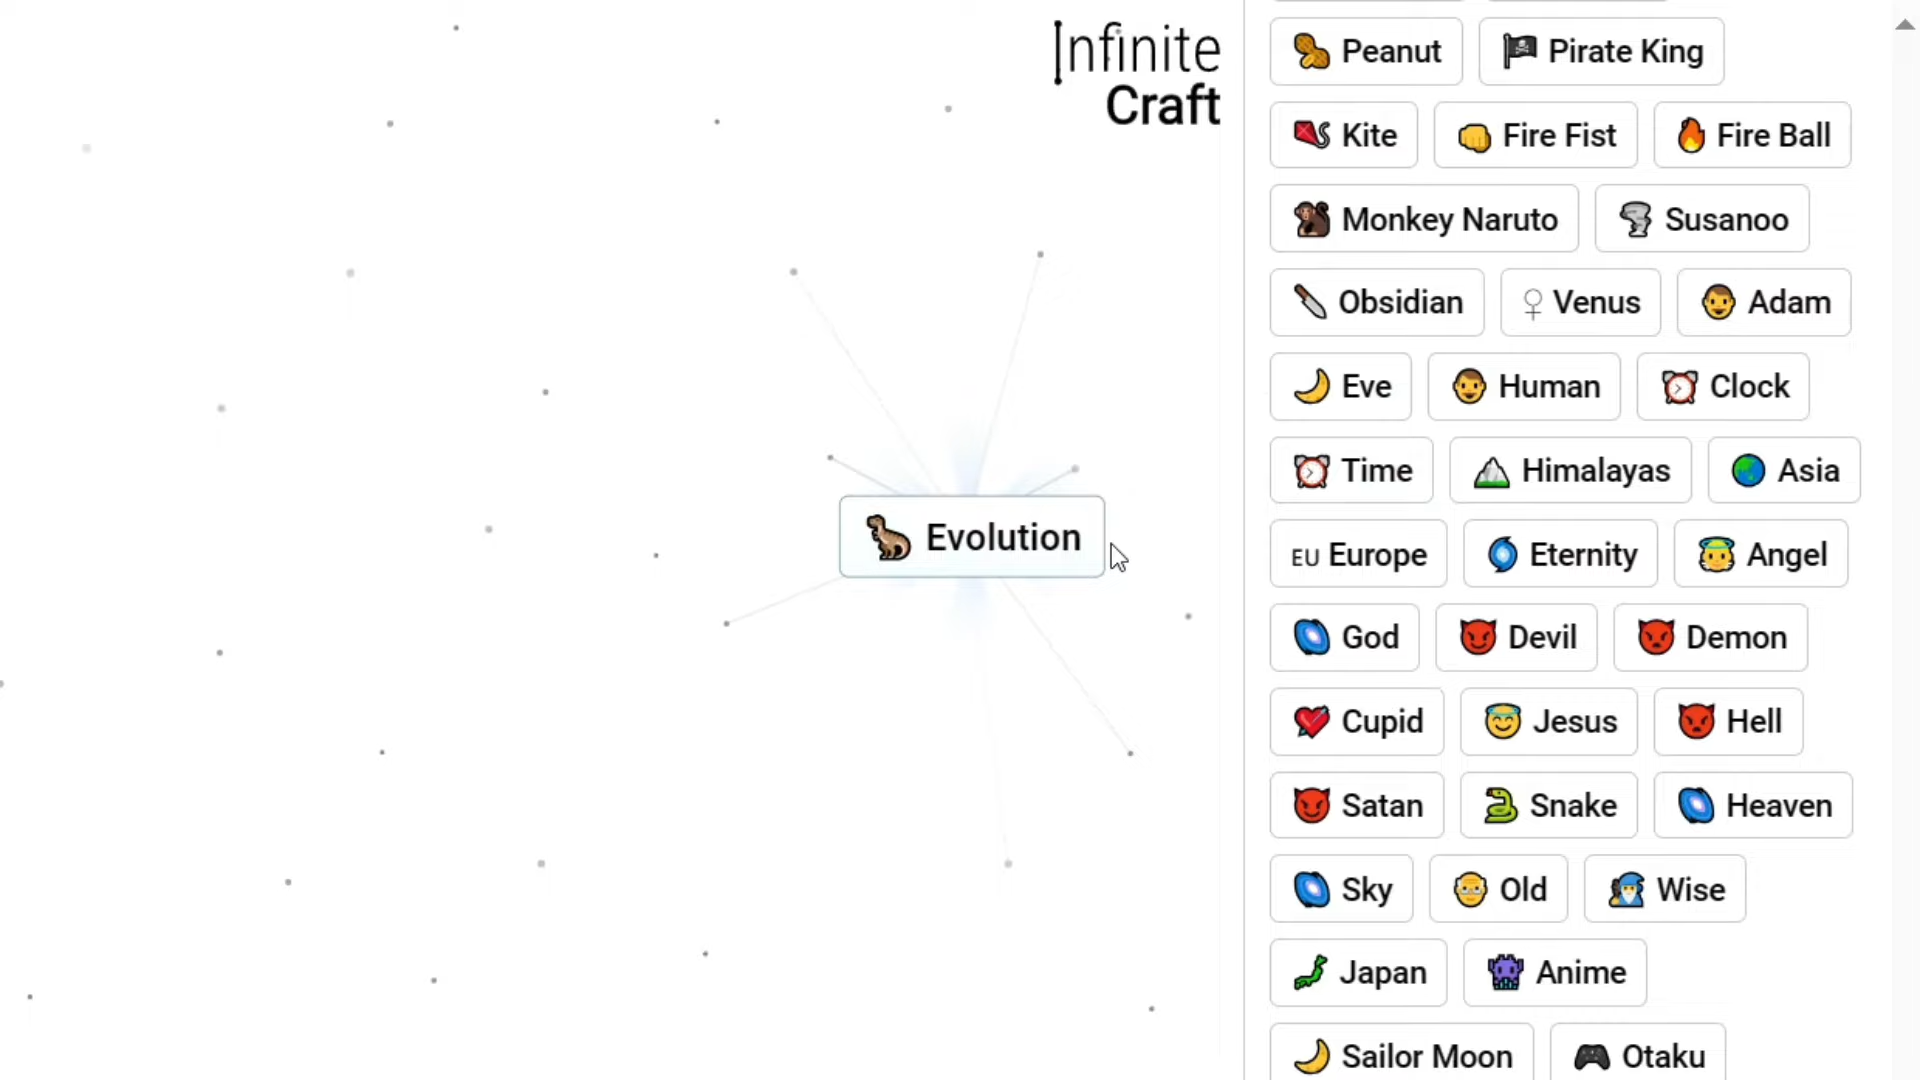 Infinite
Craft
Evolution
Peanut Pirate King
Kite Fire Fist Fire Ball
Monkey Naruto Susanoo
Obsidian Venus Adam
Eve Human Clock
Time Himalayas Asia
EU Europe Eternity Angel
God Devil Demon
Cupid Jesus Hell
Satan Snake Heaven
Sky Old Wise
Japan Anime
Sailor Moon Otaku